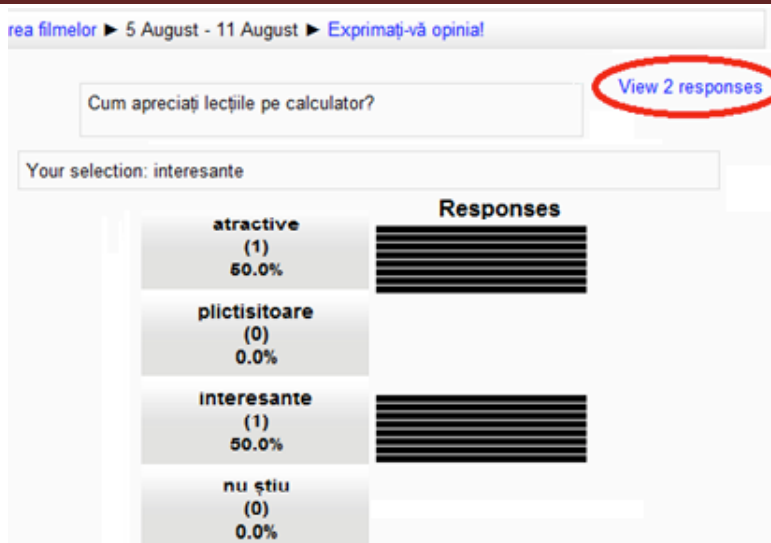 rea filmelor ► 5 August - 11 August ► Exprimați-vă opinia!
View 2 responses
Cum apreciați lecțiile pe calculator?
Your selection: interesante
Responses
atractive
(1)
50.0%
plictisitoare
(0)
0.0%
interesante
(1)
50.0%
nu știu
(0)
0.0%